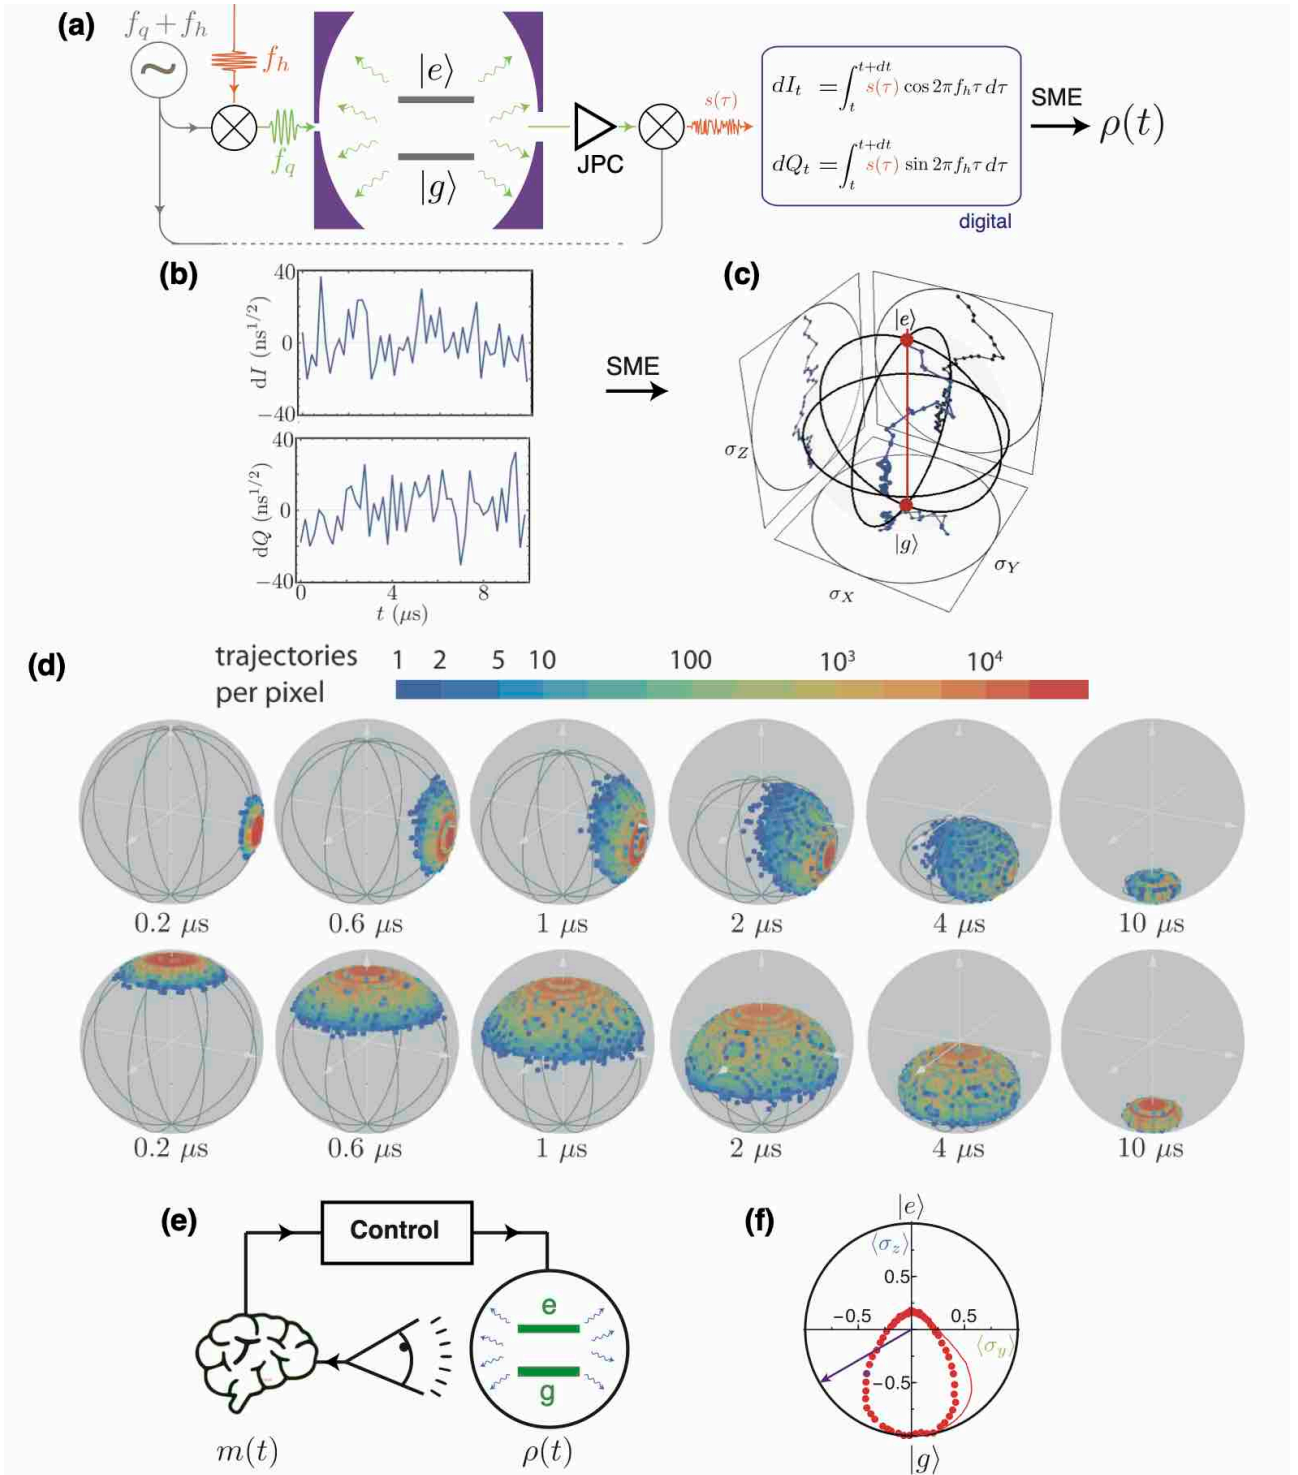 (a)
f_q + f_h
f_h
f_q
|e⟩
|g⟩
JPC
s(τ)
dI_t = ∫_t^{t+dt} s(τ) cos 2πf_hτ dτ
dQ_t = ∫_t^{t+dt} s(τ) sin 2πf_hτ dτ
digital
SME
ρ(t)
(b)
40
0
−40
dI (ns^{1/2})
40
0
−40
dQ (ns^{1/2})
0 4 8
t (μs)
SME
(c)
|e⟩
|g⟩
σ_Z
σ_X
σ_Y
(d)
trajectories
per pixel
1 2 5 10 100 10³ 10⁴
0.2 μs 0.6 μs 1 μs 2 μs 4 μs 10 μs
0.2 μs 0.6 μs 1 μs 2 μs 4 μs 10 μs
(e)
Control
e
g
m(t)
ρ(t)
(f)
|e⟩
⟨σ_z⟩
0.5
−0.5 0.5
⟨σ_y⟩
−0.5
|g⟩